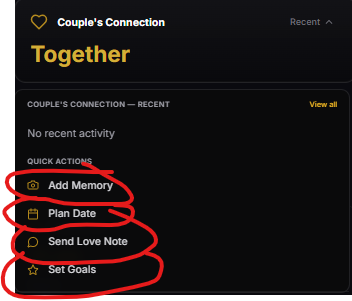 Couple's Connection
Recent
Together
COUPLE'S CONNECTION — RECENT
View all
No recent activity
QUICK ACTIONS
Add Memory
Plan Date
Send Love Note
Set Goals